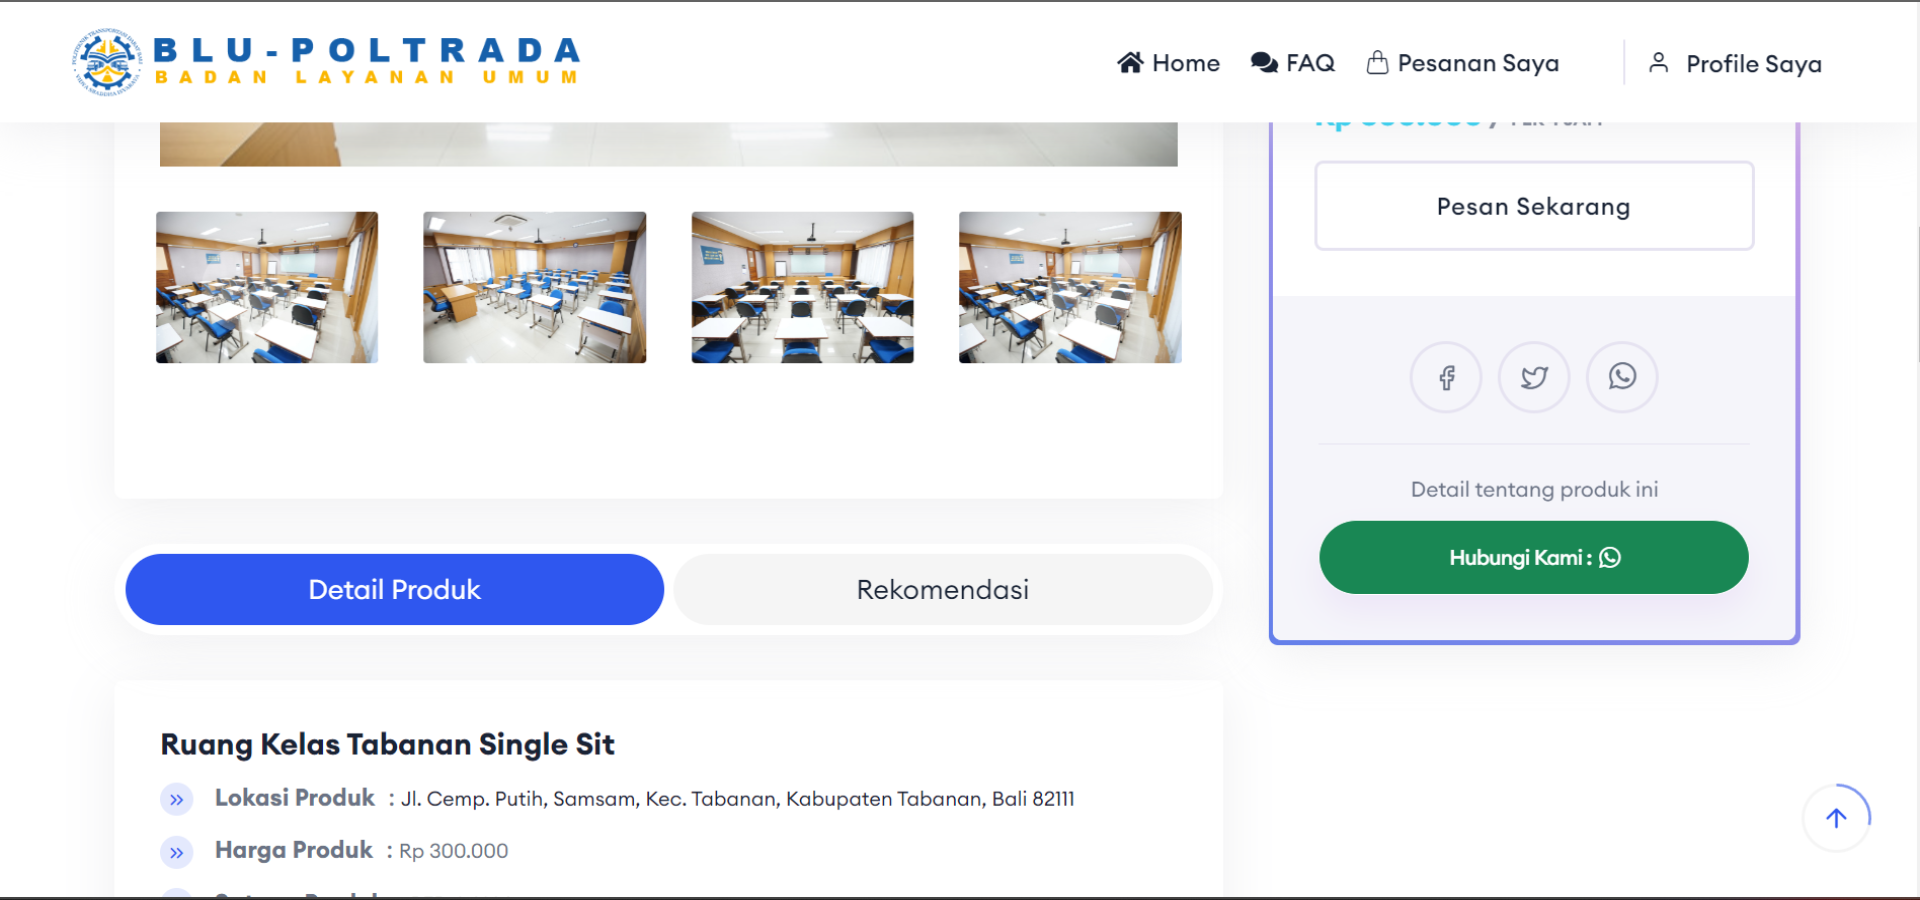 BLU-POLTRADA
BADAN LAYANAN UMUM
Home
FAQ
Pesanan Saya
Profile Saya
Pesan Sekarang
Detail tentang produk ini
Hubungi Kami :
Detail Produk
Rekomendasi
Ruang Kelas Tabanan Single Sit
Lokasi Produk : Jl. Cemp. Putih, Samsam, Kec. Tabanan, Kabupaten Tabanan, Bali 82111
Harga Produk : Rp 300.000